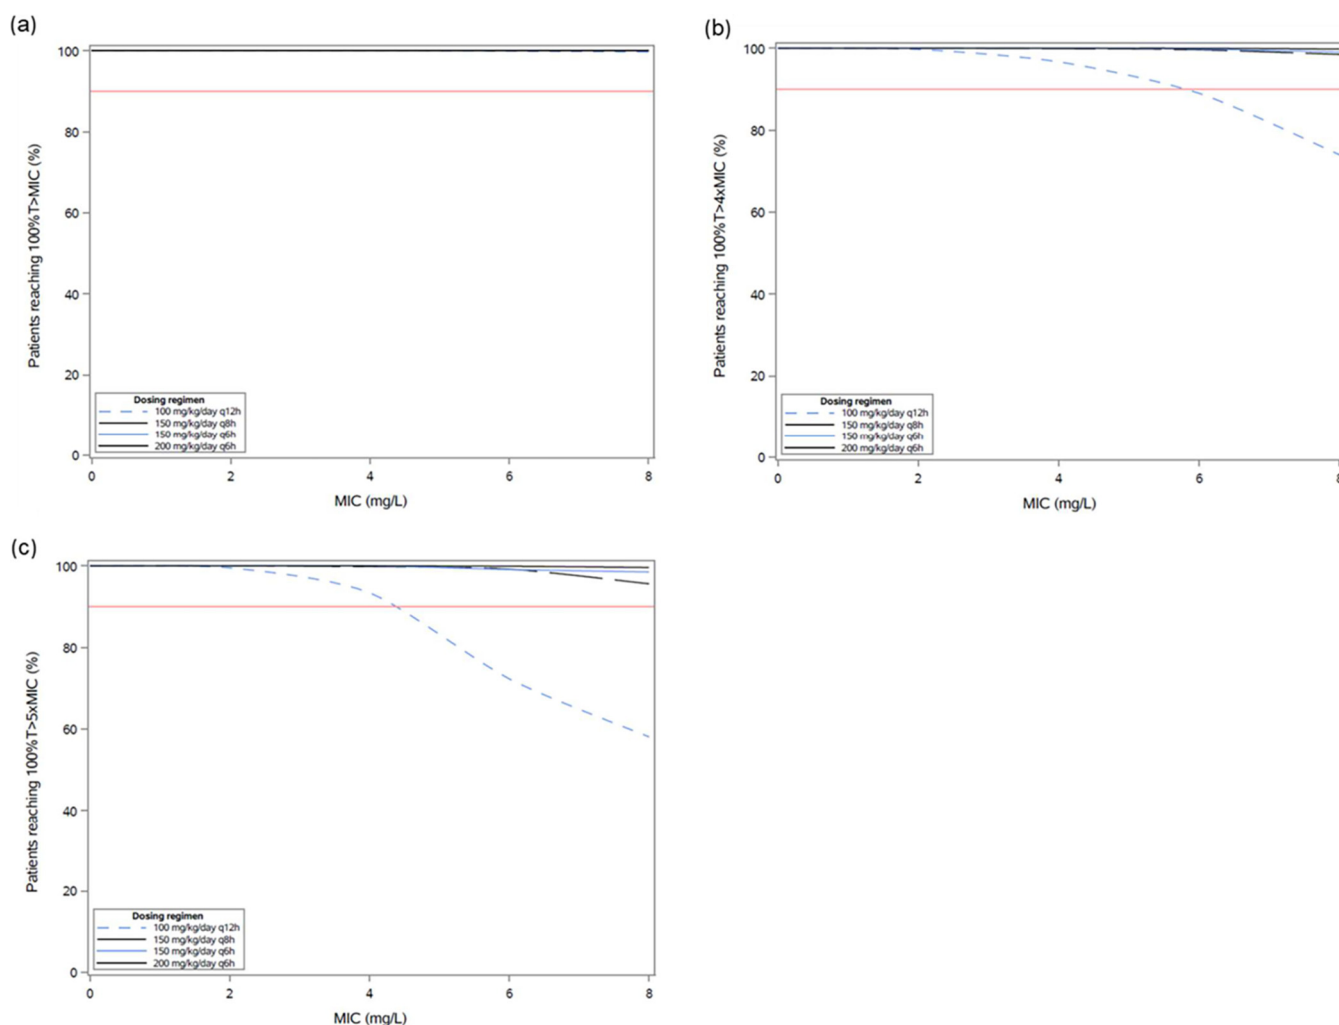 (a)
Patients reaching 100%T>MIC (%)
100
80
60
40
20
0
Dosing regimen
100 mg/kg/day q12h
150 mg/kg/day q8h
150 mg/kg/day q6h
200 mg/kg/day q6h
0 2 4 6 8
MIC (mg/L)
(b)
Patients reaching 100%T>4xMIC (%)
100
80
60
40
20
0
Dosing regimen
100 mg/kg/day q12h
150 mg/kg/day q8h
150 mg/kg/day q6h
200 mg/kg/day q6h
0 2 4 6 8
MIC (mg/L)
(c)
Patients reaching 100%T>5xMIC (%)
100
80
60
40
20
0
Dosing regimen
100 mg/kg/day q12h
150 mg/kg/day q8h
150 mg/kg/day q6h
200 mg/kg/day q6h
0 2 4 6 8
MIC (mg/L)